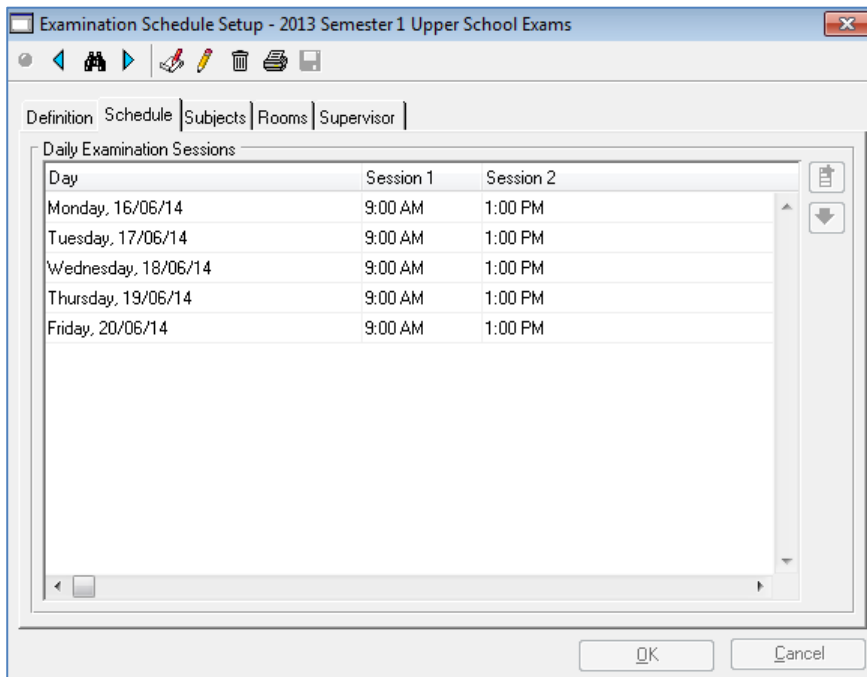 Examination Schedule Setup - 2013 Semester 1 Upper School Exams
Definition Schedule Subjects Rooms Supervisor
Daily Examination Sessions
Day Session 1 Session 2
Monday, 16/06/14 9:00 AM 1:00 PM
Tuesday, 17/06/14 9:00 AM 1:00 PM
Wednesday, 18/06/14 9:00 AM 1:00 PM
Thursday, 19/06/14 9:00 AM 1:00 PM
Friday, 20/06/14 9:00 AM 1:00 PM
OK Cancel